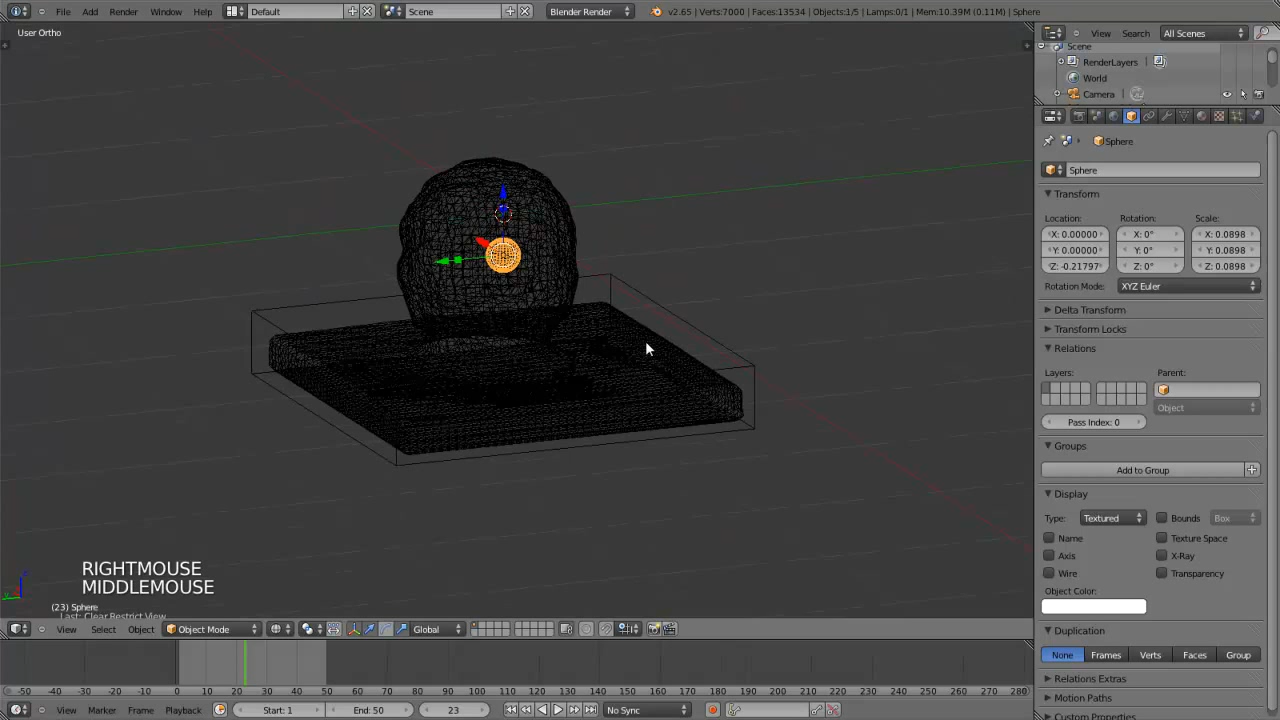 File Add Render Window Help Default Scene Blender Render v2.65 | Verts:7000 | Faces:13534 | Objects:1/5 | Lamps:0/1 | Mem:10.39M (0.11M) | Sphere
User Ortho
View Search All Scenes
Scene
RenderLayers
World
Camera
Sphere
Sphere
Transform
Location: Rotation: Scale:
X: 0.00000 X: 0° X: 0.0898
Y: 0.00000 Y: 0° Y: 0.0898
Z: -0.21797 Z: 0° Z: 0.0898
Rotation Mode: XYZ Euler
Delta Transform
Transform Locks
Relations
Layers: Parent:
Object
Pass Index: 0
Groups
Add to Group
Display
Type: Textured Bounds Box
Name Texture Space
Axis X-Ray
Wire Transparency
Object Color:
Duplication
None Frames Verts Faces Group
Relations Extras
Motion Paths
Custom Properties
RIGHTMOUSE
MIDDLEMOUSE
(23) Sphere
Last: Clear Restrict View
View Select Object Object Mode Global
-50 -40 -30 -20 -10 0 10 20 30 40 50 60 70 80 90 100 110 120 130 140 150 160 170 180 190 200 210 220 230 240 250 260 270 280
View Marker Frame Playback Start: 1 End: 50 23 No Sync